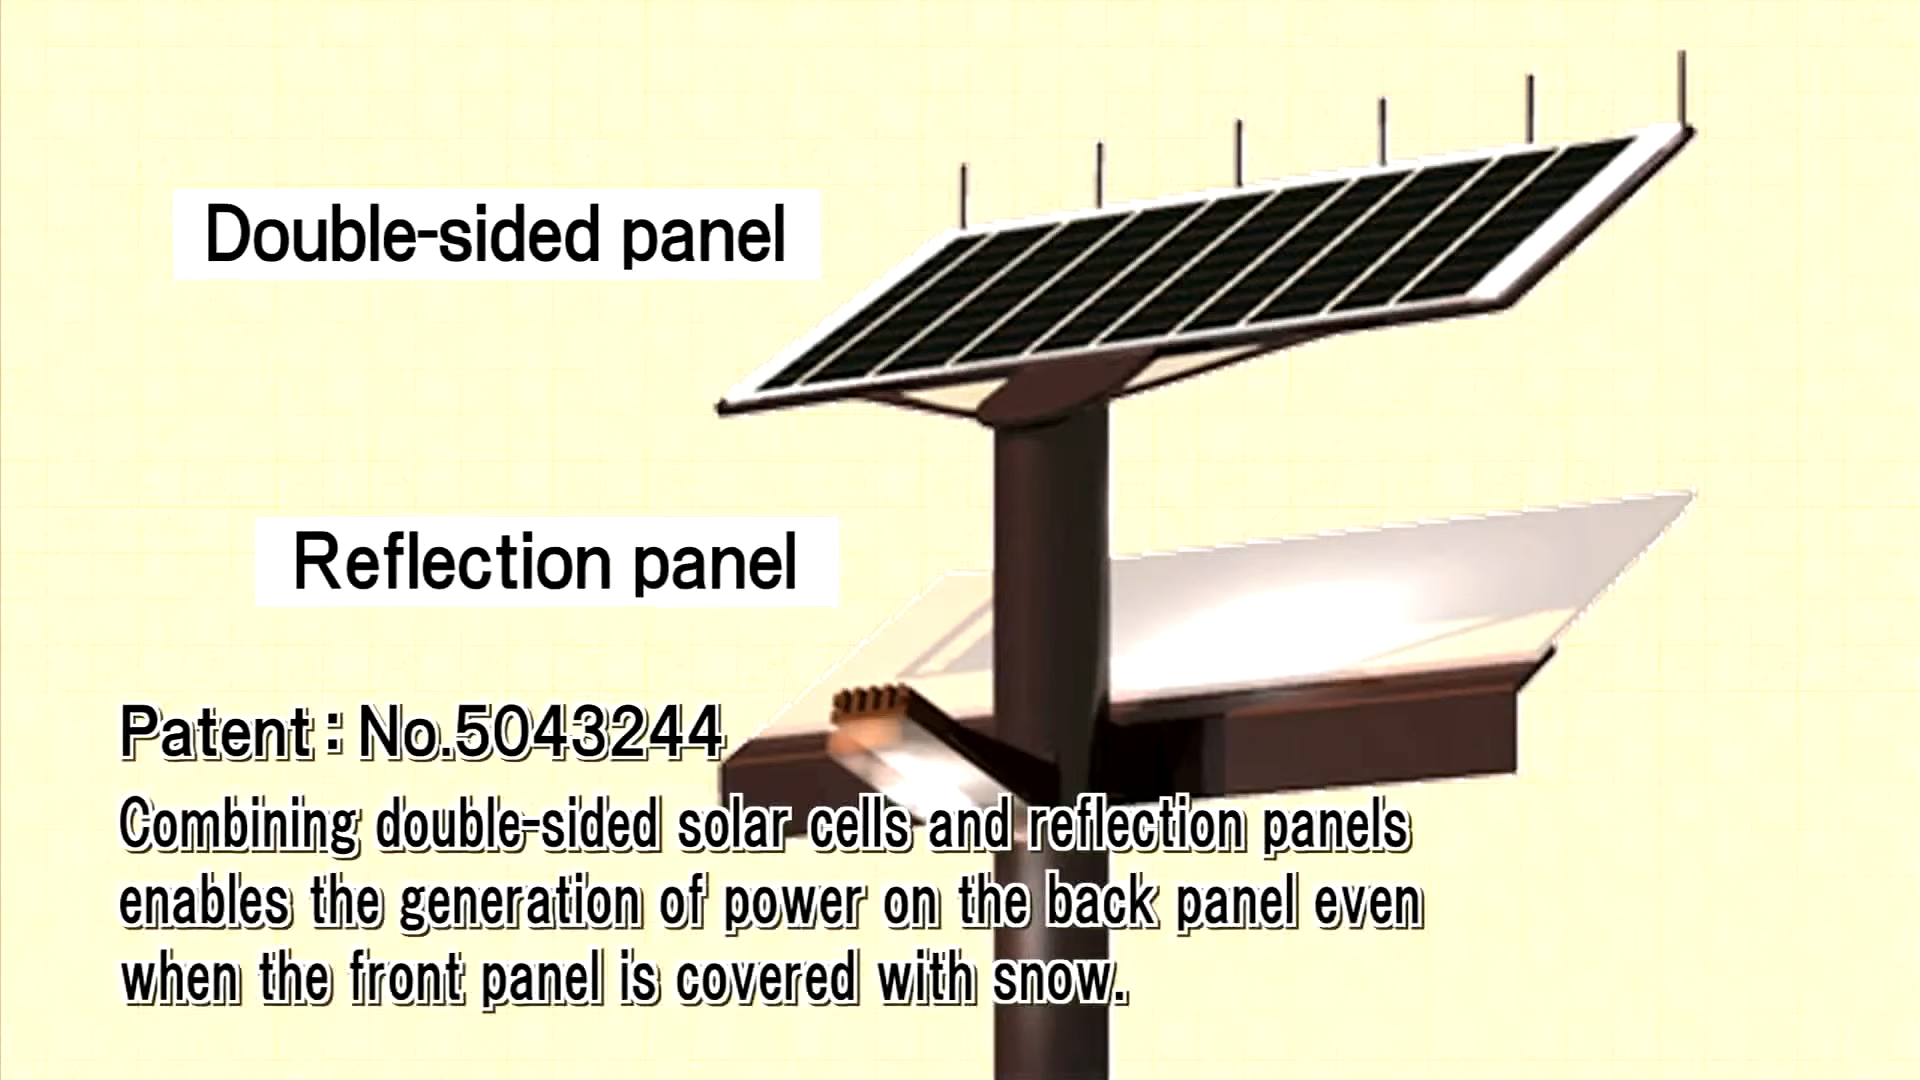 Double-sided panel
Reflection panel
Patent：No.5043244
Combining double-sided solar cells and reflection panels
enables the generation of power on the back panel even
when the front panel is covered with snow.